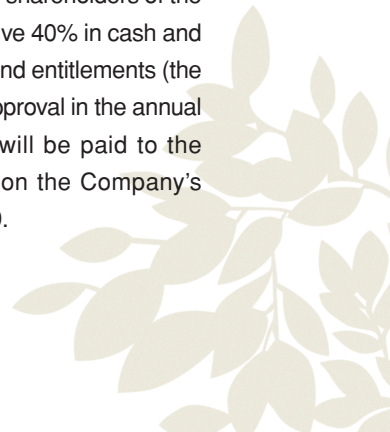 shareholders of the
ve 40% in cash and
nd entitlements (the
proval in the annual
will be paid to the
on the Company's
.